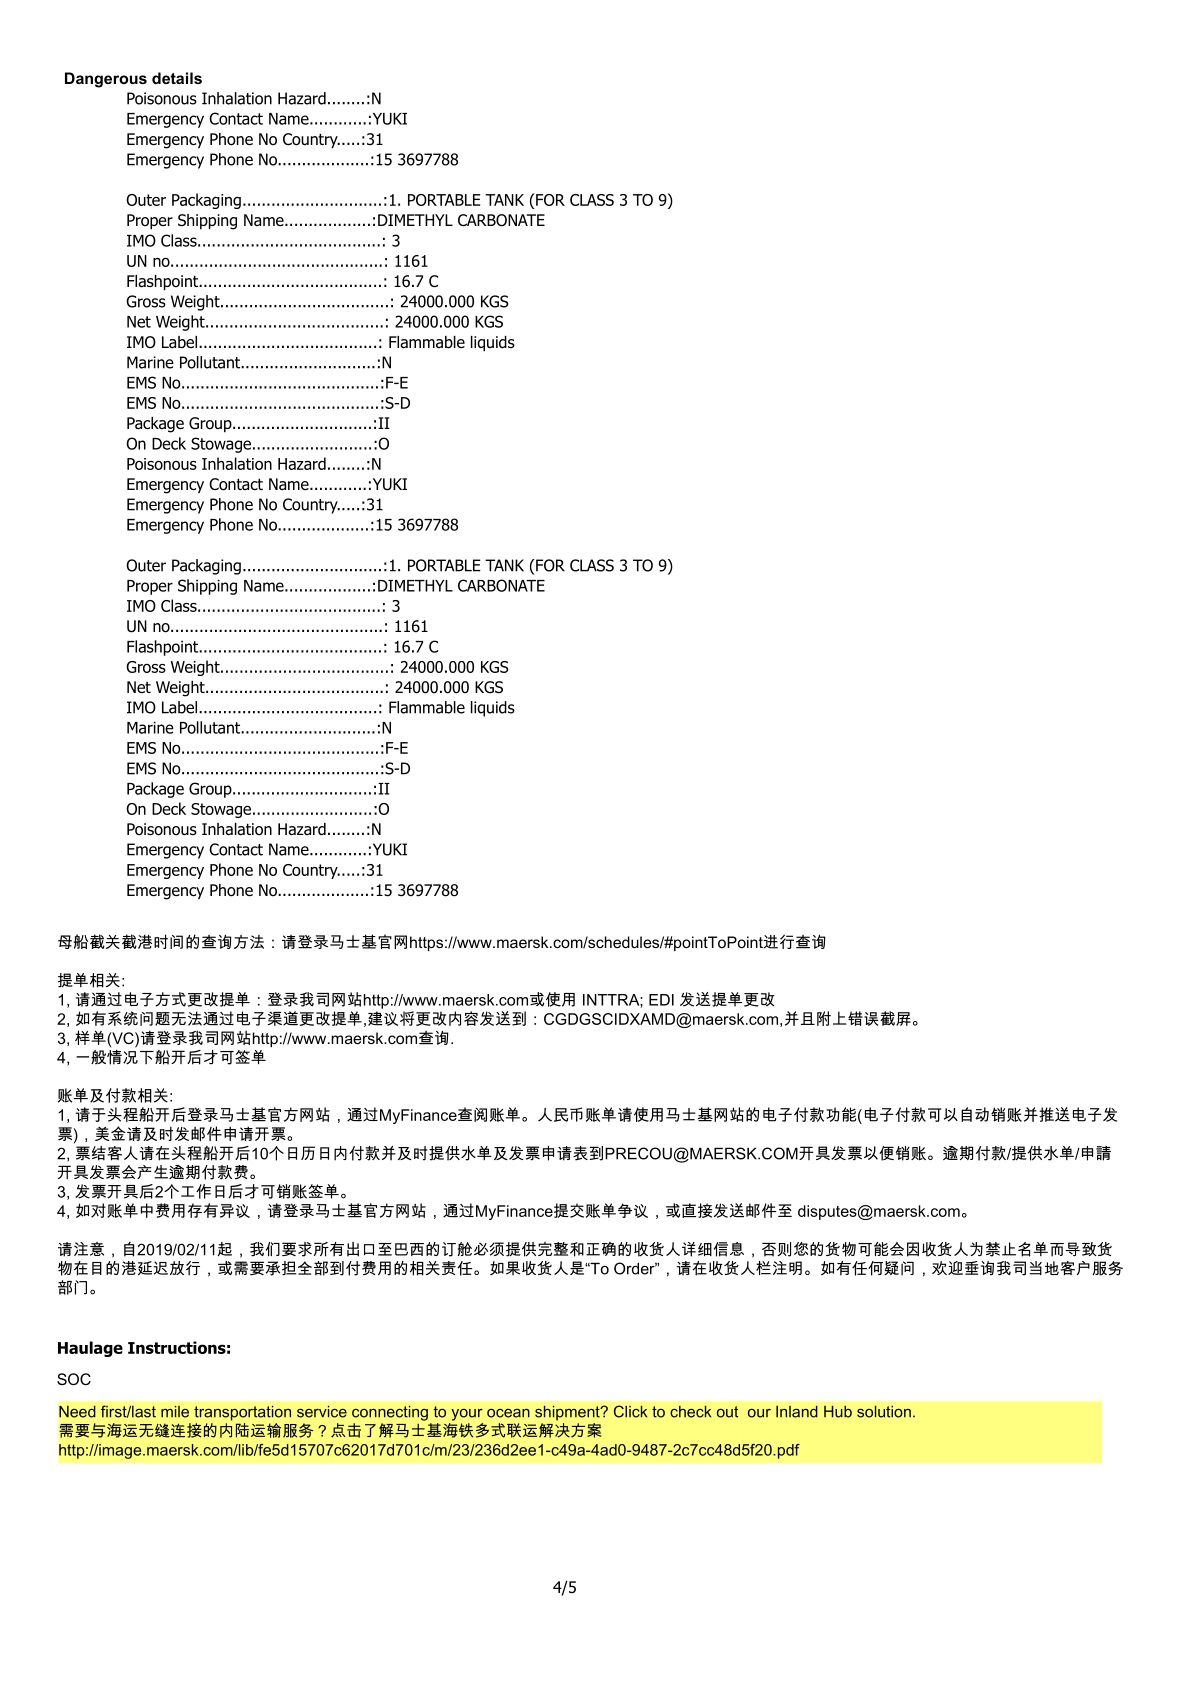 Dangerous details
Poisonous Inhalation Hazard........:N
Emergency Contact Name............:YUKI
Emergency Phone No Country.....:31
Emergency Phone No...................:15 3697788
Outer Packaging.............................:1. PORTABLE TANK (FOR CLASS 3 TO 9)
Proper Shipping Name..................:DIMETHYL CARBONATE
IMO Class......................................: 3
UN no............................................: 1161
Flashpoint......................................: 16.7 C
Gross Weight...................................: 24000.000 KGS
Net Weight.....................................: 24000.000 KGS
IMO Label.....................................: Flammable liquids
Marine Pollutant............................:N
EMS No.........................................:F-E
EMS No.........................................:S-D
Package Group.............................:II
On Deck Stowage.........................:O
Poisonous Inhalation Hazard........:N
Emergency Contact Name............:YUKI
Emergency Phone No Country.....:31
Emergency Phone No...................:15 3697788
Outer Packaging.............................:1. PORTABLE TANK (FOR CLASS 3 TO 9)
Proper Shipping Name..................:DIMETHYL CARBONATE
IMO Class......................................: 3
UN no............................................: 1161
Flashpoint......................................: 16.7 C
Gross Weight...................................: 24000.000 KGS
Net Weight.....................................: 24000.000 KGS
IMO Label.....................................: Flammable liquids
Marine Pollutant............................:N
EMS No.........................................:F-E
EMS No.........................................:S-D
Package Group.............................:II
On Deck Stowage.........................:O
Poisonous Inhalation Hazard........:N
Emergency Contact Name............:YUKI
Emergency Phone No Country.....:31
Emergency Phone No...................:15 3697788
母船截关截港时间的查询方法：请登录马士基官网https://www.maersk.com/schedules/#pointToPoint进行查询
提单相关:
1, 请通过电子方式更改提单：登录我司网站http://www.maersk.com或使用 INTTRA; EDI 发送提单更改
2, 如有系统问题无法通过电子渠道更改提单,建议将更改内容发送到：CGDGSCIDXAMD@maersk.com,并且附上错误截屏。
3, 样单(VC)请登录我司网站http://www.maersk.com查询.
4, 一般情况下船开后才可签单
账单及付款相关:
1, 请于头程船开后登录马士基官方网站，通过MyFinance查阅账单。人民币账单请使用马士基网站的电子付款功能(电子付款可以自动销账并推送电子发
票)，美金请及时发邮件申请开票。
2, 票结客人请在头程船开后10个日历日内付款并及时提供水单及发票申请表到PRECOU@MAERSK.COM开具发票以便销账。逾期付款/提供水单/申請
开具发票会产生逾期付款费。
3, 发票开具后2个工作日后才可销账签单。
4, 如对账单中费用存有异议，请登录马士基官方网站，通过MyFinance提交账单争议，或直接发送邮件至 disputes@maersk.com。
请注意，自2019/02/11起，我们要求所有出口至巴西的订舱必须提供完整和正确的收货人详细信息，否则您的货物可能会因收货人为禁止名单而导致货
物在目的港延迟放行，或需要承担全部到付费用的相关责任。如果收货人是“To Order”，请在收货人栏注明。如有任何疑问，欢迎垂询我司当地客户服务
部门。
Haulage Instructions:
SOC
Need first/last mile transportation service connecting to your ocean shipment? Click to check out  our Inland Hub solution.
需要与海运无缝连接的内陆运输服务？点击了解马士基海铁多式联运解决方案
http://image.maersk.com/lib/fe5d15707c62017d701c/m/23/236d2ee1-c49a-4ad0-9487-2c7cc48d5f20.pdf
4/5